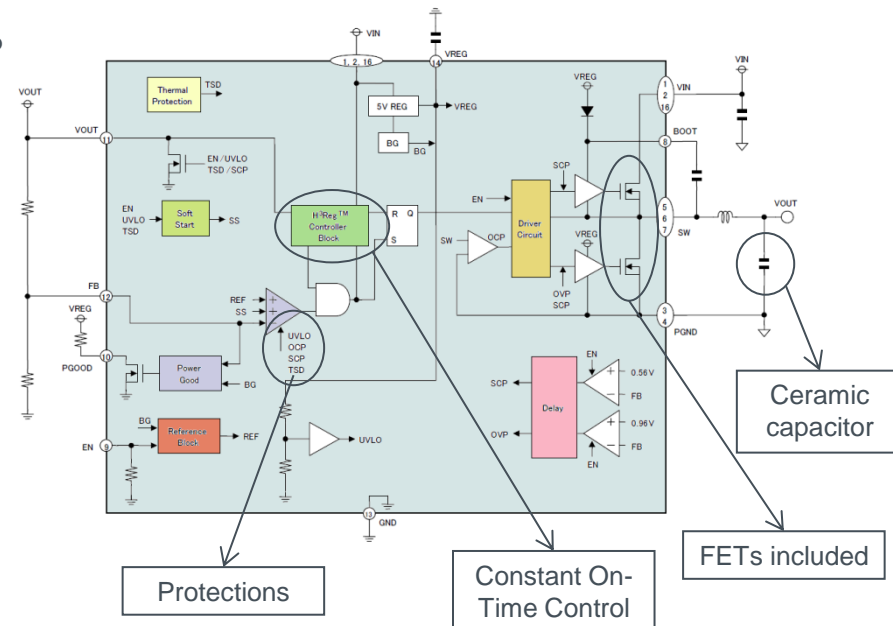 VIN
VREG
1, 2, 16
14
Thermal
Protection
TSD
VOUT
VOUT
11
5V REG
VREG
BG
BG
EN/UVLO
TSD/SCP
EN
UVLO
TSD
Soft
Start
SS
H³Reg™
Controller
Block
R
Q
S
EN
Driver
Circuit
SW
OCP
SCP
VREG
VREG
OVP
SCP
1
2
16
VIN
VIN
BOOT
8
5
6
7
SW
VOUT
3
4
PGND
FB
12
REF
SS
UVLO
OCP
SCP
TSD
VREG
10
PGOOD
Power
Good
BG
BG
Reference
Block
REF
EN
9
UVLO
SCP
OVP
Delay
EN
0.56V
FB
0.96V
FB
EN
13
GND
Ceramic
capacitor
FETs included
Constant On-
Time Control
Protections